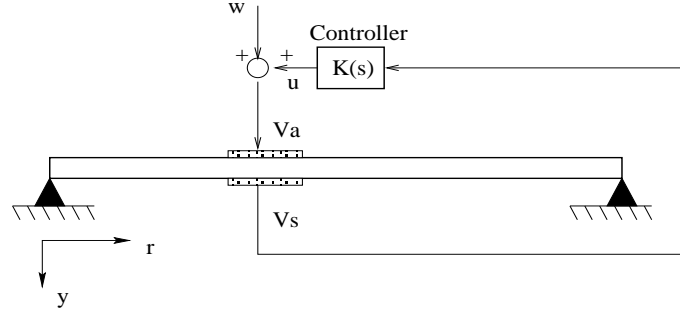 w
Controller
+ +
K(s)
u
Va
Vs
r
y